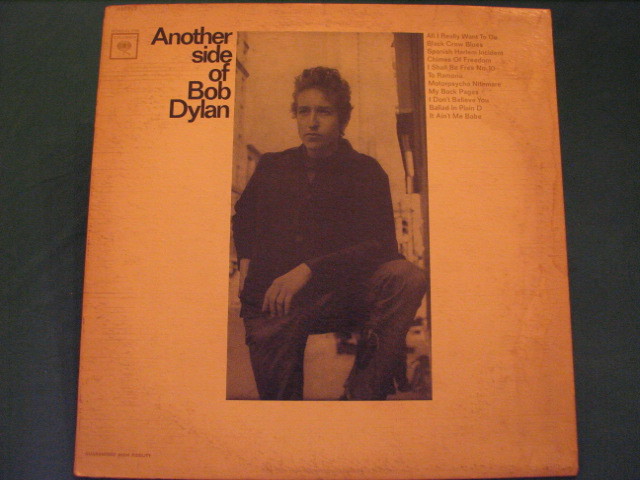 Another
side
of
Bob
Dylan
All I Really Want To Do
Black Crow Blues
Spanish Harlem Incident
Chimes Of Freedom
I Shall Be Free No. 10
To Ramona
Motorpsycho Nitemare
My Back Pages
I Don't Believe You
Ballad in Plain D
It Ain't Me Babe